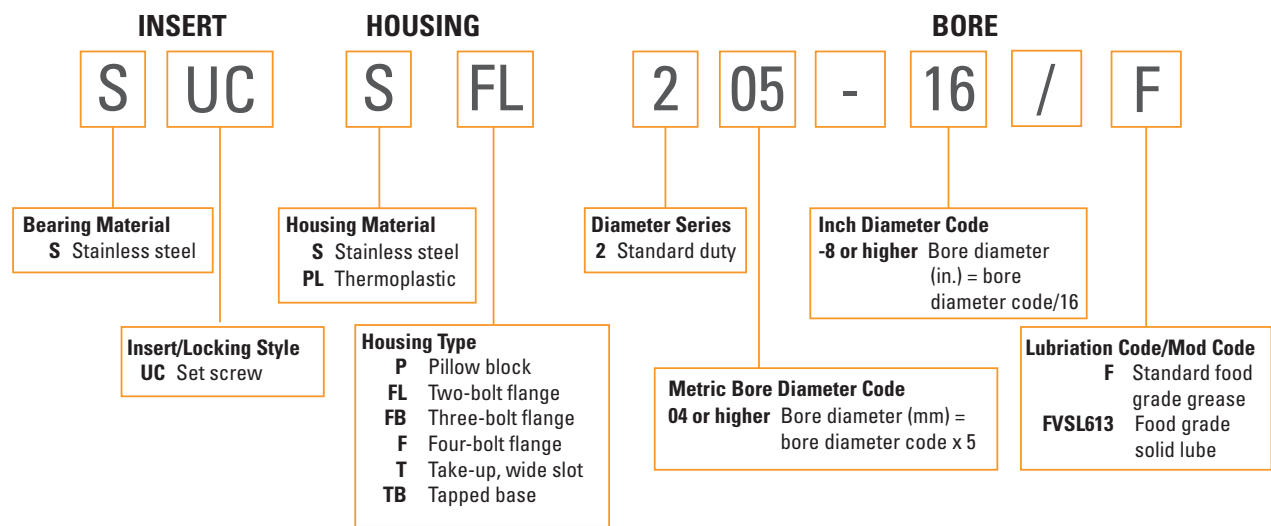 INSERT HOUSING BORE
S UC S FL 2 05 - 16 / F
Bearing Material
S Stainless steel
Housing Material
S Stainless steel
PL Thermoplastic
Diameter Series
2 Standard duty
Inch Diameter Code
-8 or higher Bore diameter
(in.) = bore
diameter code/16
Insert/Locking Style
UC Set screw
Housing Type
P Pillow block
FL Two-bolt flange
FB Three-bolt flange
F Four-bolt flange
T Take-up, wide slot
TB Tapped base
Metric Bore Diameter Code
04 or higher Bore diameter (mm) =
bore diameter code x 5
Lubriation Code/Mod Code
F Standard food
grade grease
FVSL613 Food grade
solid lube